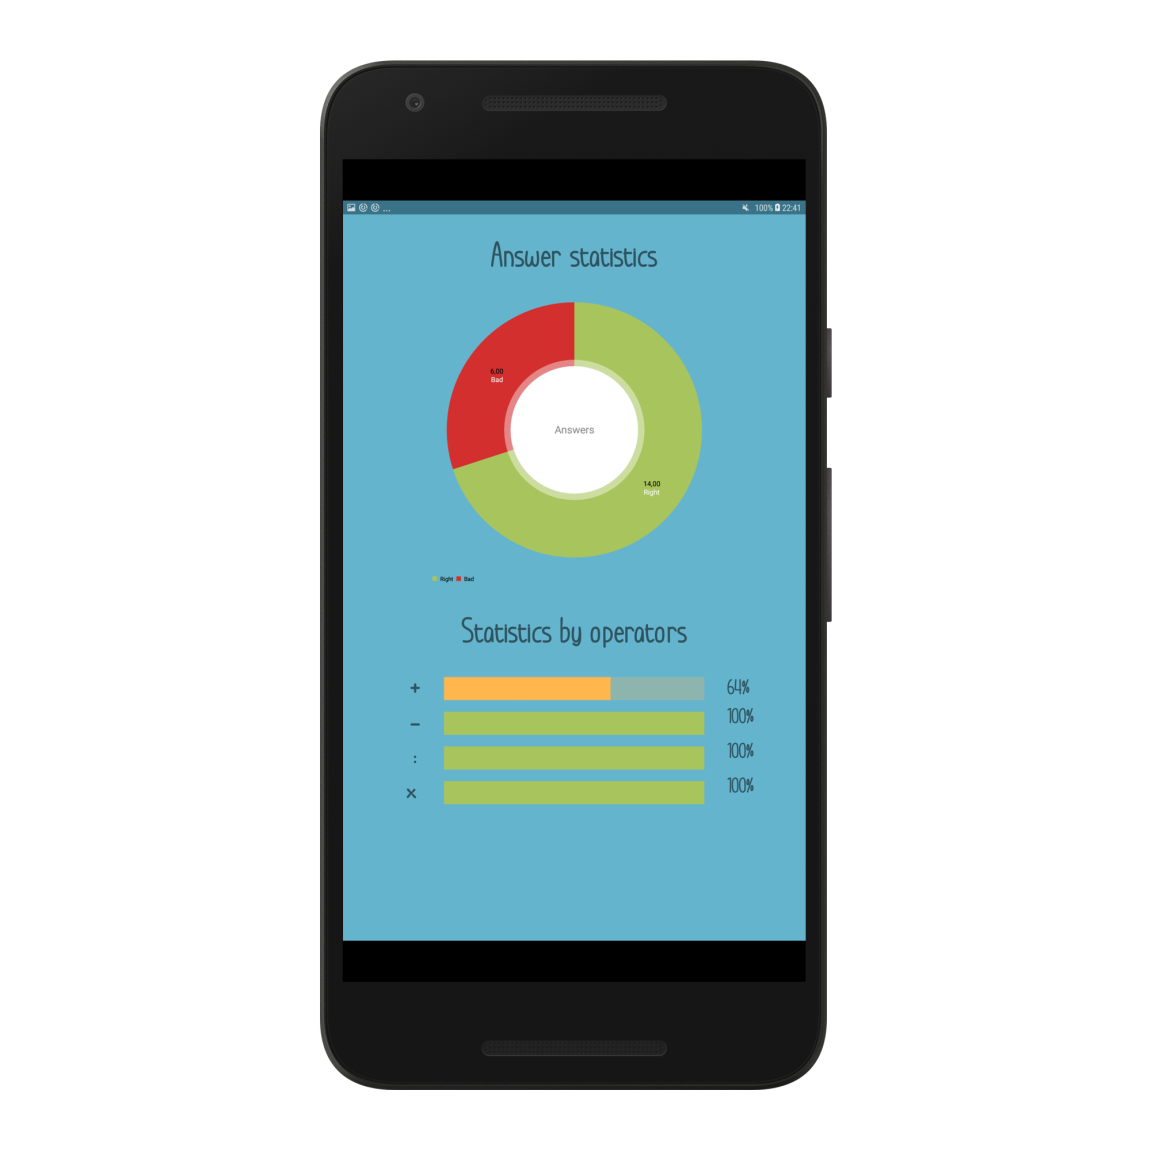 ... 100% 22:41
Answer statistics
6,00
Bad
Answers
14,00
Right
Right Bad
Statistics by operators
+ 64%
− 100%
: 100%
× 100%